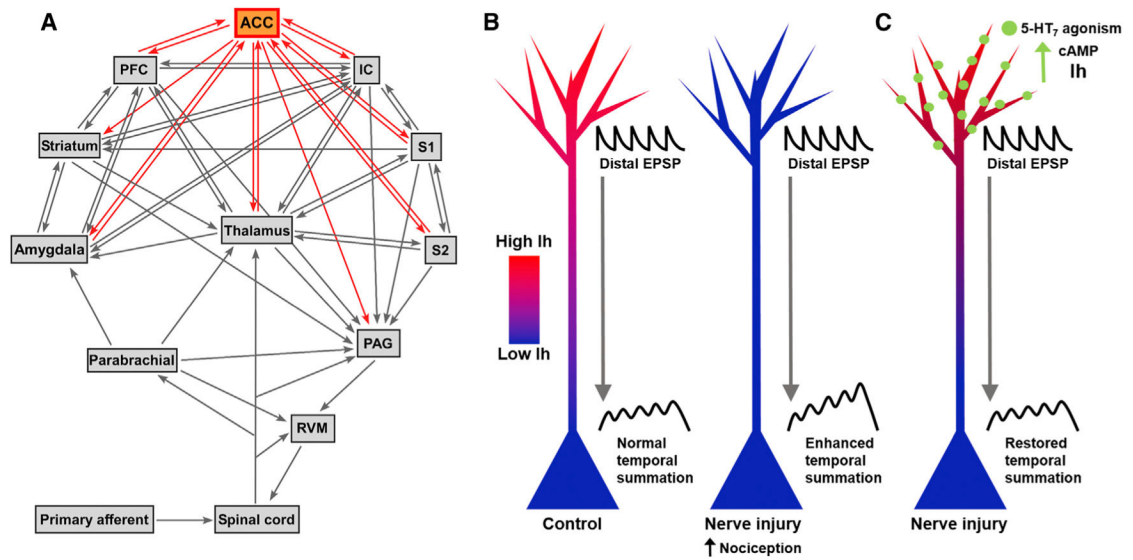 A
ACC
PFC
IC
Striatum
S1
Thalamus
Amygdala
S2
PAG
Parabrachial
RVM
Primary afferent
Spinal cord
B
Distal EPSP
Distal EPSP
High Ih
Low Ih
Normal
temporal
summation
Enhanced
temporal
summation
Control
Nerve injury
↑ Nociception
C
5-HT₇ agonism
cAMP
Ih
Distal EPSP
Restored
temporal
summation
Nerve injury